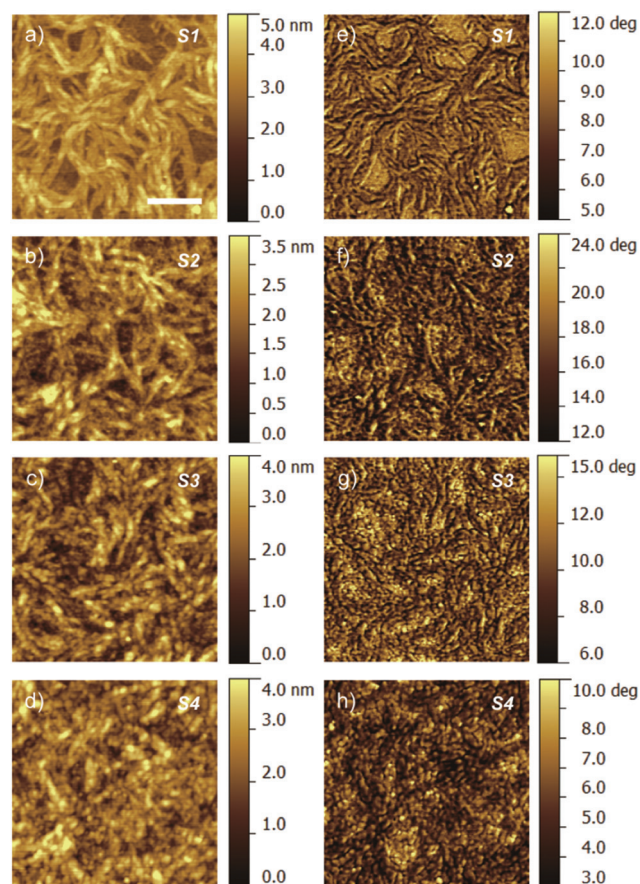 a) S1
5.0 nm
4.0
3.0
2.0
1.0
0.0
e) S1
12.0 deg
10.0
9.0
8.0
7.0
5.0
b) S2
3.5 nm
2.5
2.0
1.5
1.0
0.5
0.0
f) S2
24.0 deg
20.0
18.0
16.0
14.0
12.0
c) S3
4.0 nm
3.0
2.0
1.0
0.0
g) S3
15.0 deg
12.0
10.0
8.0
6.0
d) S4
4.0 nm
3.0
2.0
1.0
0.0
h) S4
10.0 deg
8.0
7.0
6.0
5.0
4.0
3.0